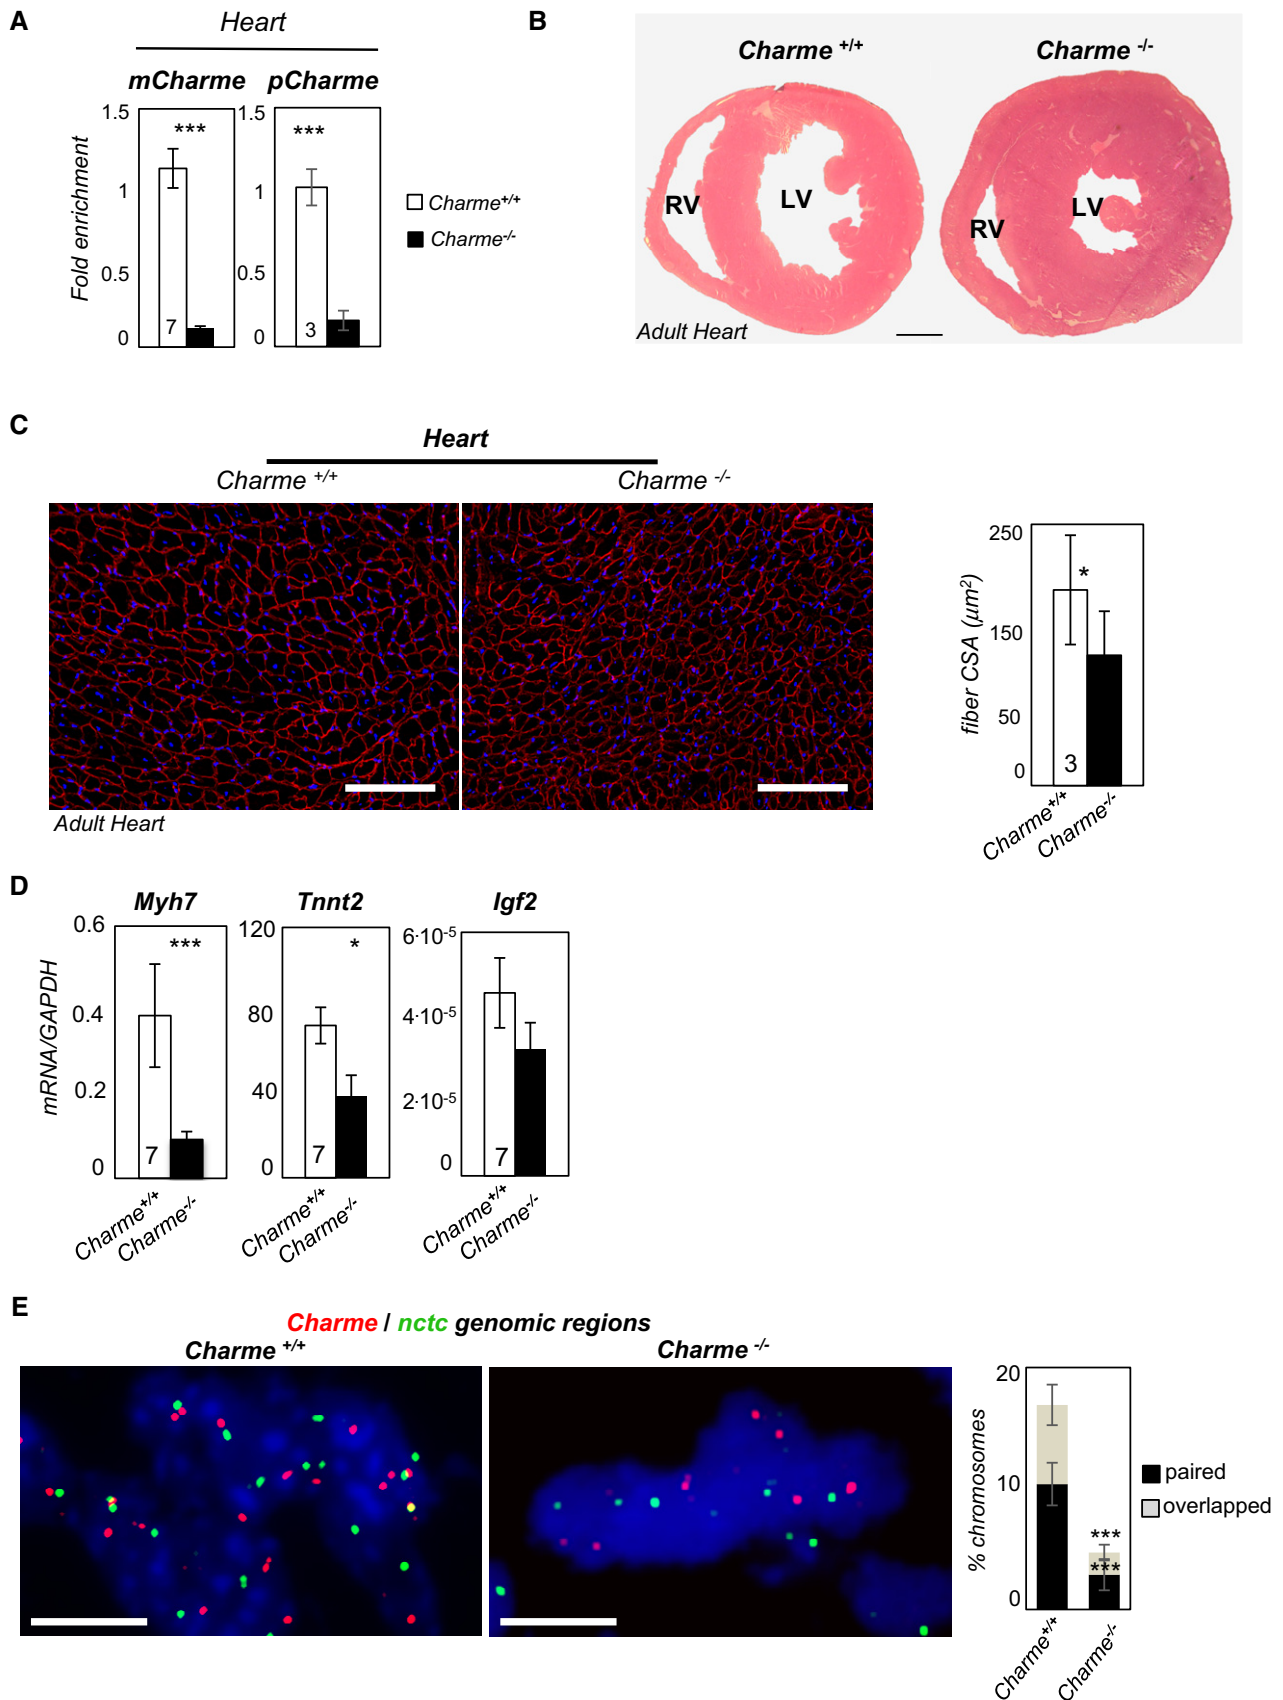 A
Heart
mCharme pCharme
Fold enrichment
1.5
1
0.5
0
***
7
1.5
1
0.5
0
***
3
Charme+/+
Charme-/-
B
Charme +/+
Charme -/-
RV
LV
RV
LV
Adult Heart
C
Heart
Charme +/+
Charme -/-
Adult Heart
fiber CSA (μm²)
250
150
50
0
*
3
Charme+/+
Charme-/-
D
Myh7
Tnnt2
Igf2
mRNA/GAPDH
0.6
0.4
0.2
0
***
7
Charme+/+
Charme-/-
120
80
40
0
*
7
Charme+/+
Charme-/-
6·10-5
4·10-5
2·10-5
0
7
Charme+/+
Charme-/-
E
Charme / nctc genomic regions
Charme +/+
Charme -/-
% chromosomes
20
10
0
***
***
Charme+/+
Charme-/-
paired
overlapped